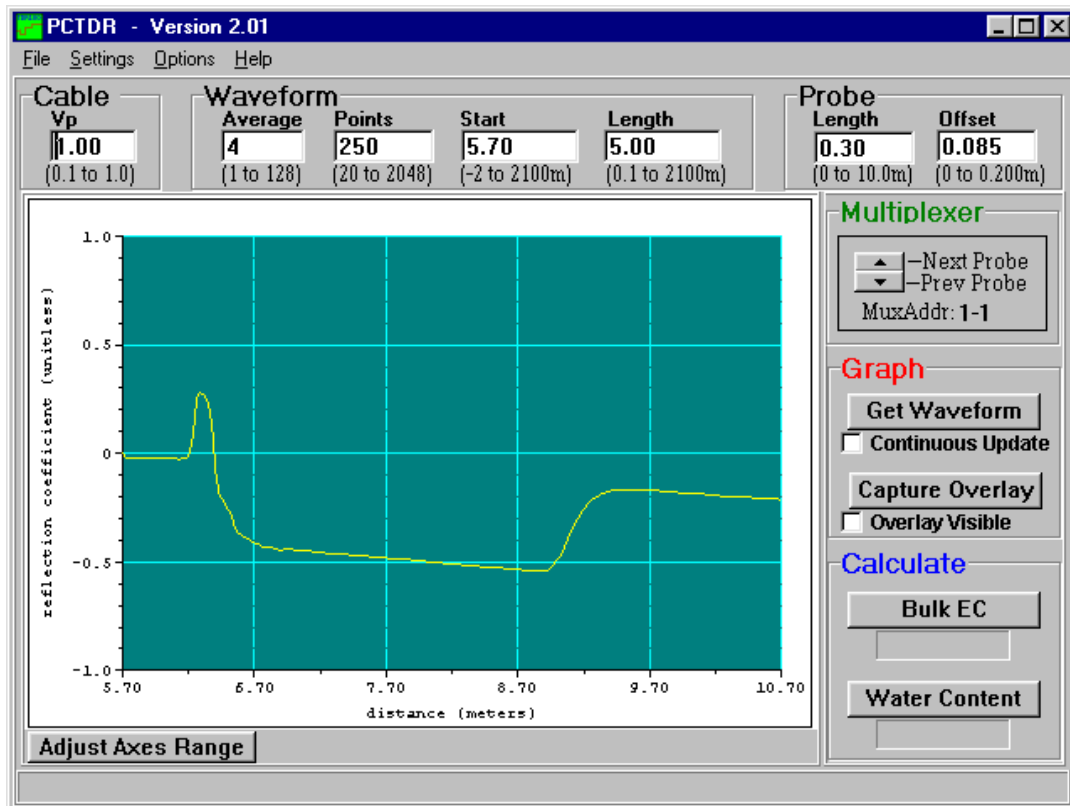 PCTDR - Version 2.01
File Settings Options Help
Cable
Vp
1.00
(0.1 to 1.0)
Waveform
Average Points Start Length
4 250 5.70 5.00
(1 to 128) (20 to 2048) (-2 to 2100m) (0.1 to 2100m)
Probe
Length Offset
0.30 0.085
(0 to 10.0m) (0 to 0.200m)
reflection coefficient (unitless)
1.0
0.5
0
-0.5
-1.0
5.70 6.70 7.70 8.70 9.70 10.70
distance (meters)
Adjust Axes Range
Multiplexer
Next Probe
Prev Probe
MuxAddr: 1-1
Graph
Get Waveform
Continuous Update
Capture Overlay
Overlay Visible
Calculate
Bulk EC
Water Content